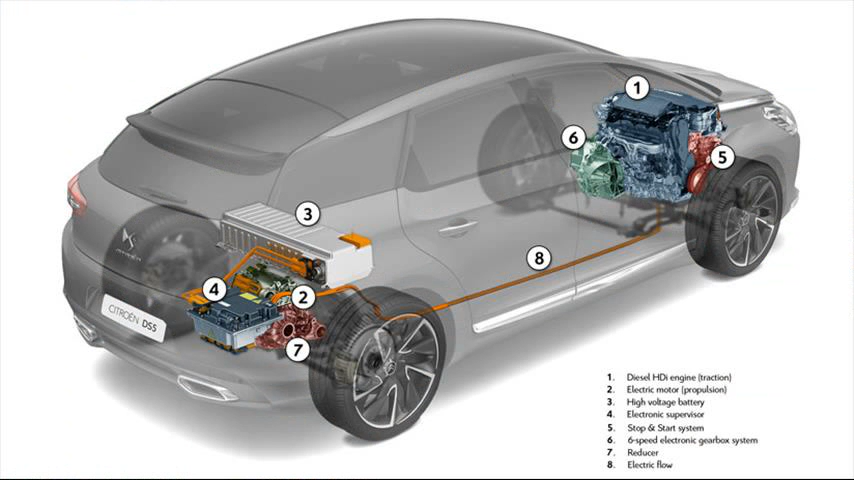 1
6
5
3
8
4
2
7
CITROËN
CITROËN DS5
1. Diesel HDi engine (traction)
2. Electric motor (propulsion)
3. High voltage battery
4. Electronic supervisor
5. Stop & Start system
6. 6-speed electronic gearbox system
7. Reducer
8. Electric flow